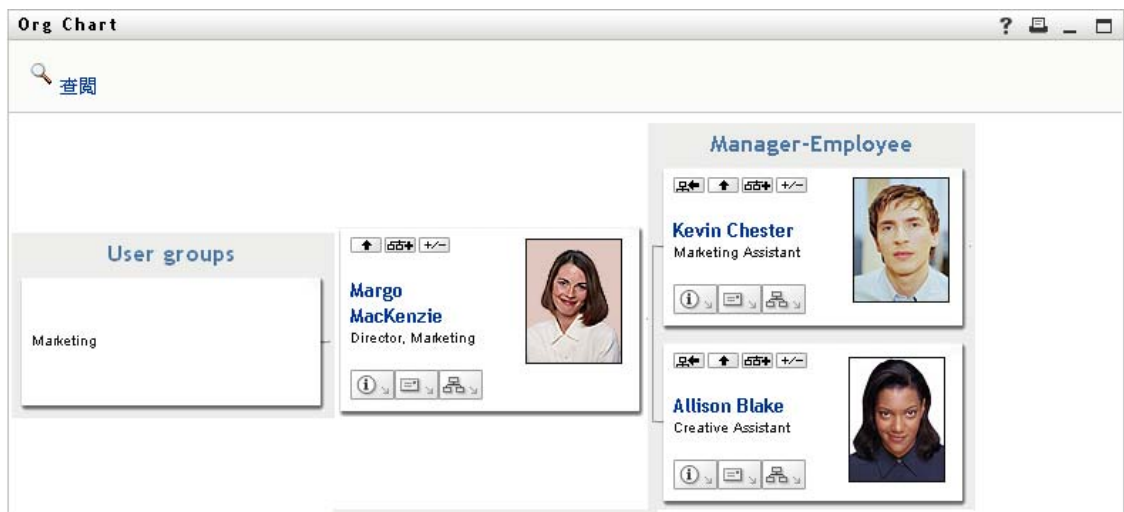 Org Chart
查閱
Manager-Employee
Kevin Chester
Marketing Assistant
User groups
Marketing
Margo
MacKenzie
Director, Marketing
Allison Blake
Creative Assistant